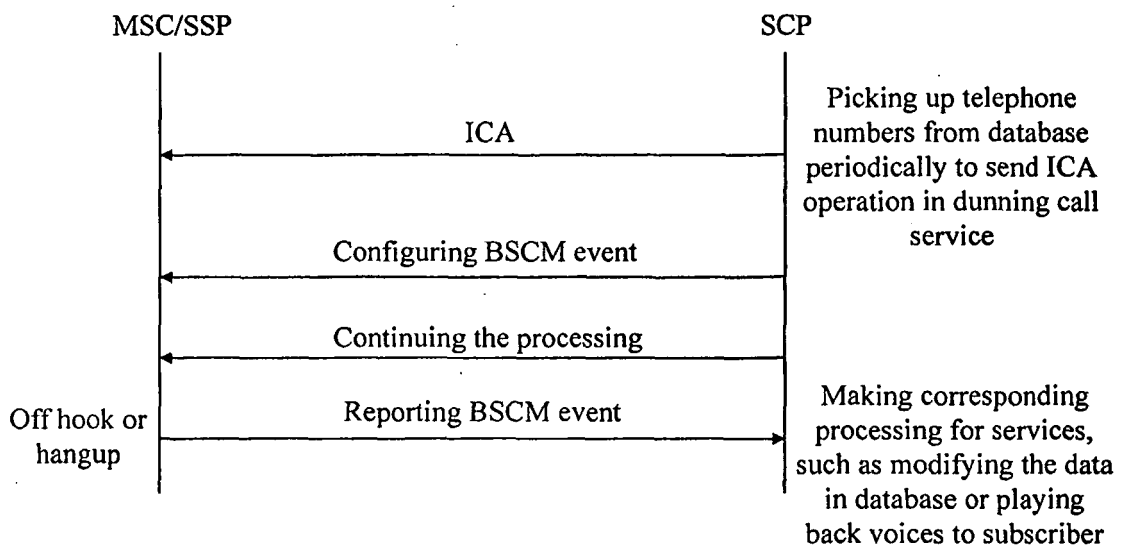 MSC/SSP
SCP
ICA
Picking up telephone
numbers from database
periodically to send ICA
operation in dunning call
service
Configuring BSCM event
Continuing the processing
Off hook or
hangup
Reporting BSCM event
Making corresponding
processing for services,
such as modifying the data
in database or playing
back voices to subscriber